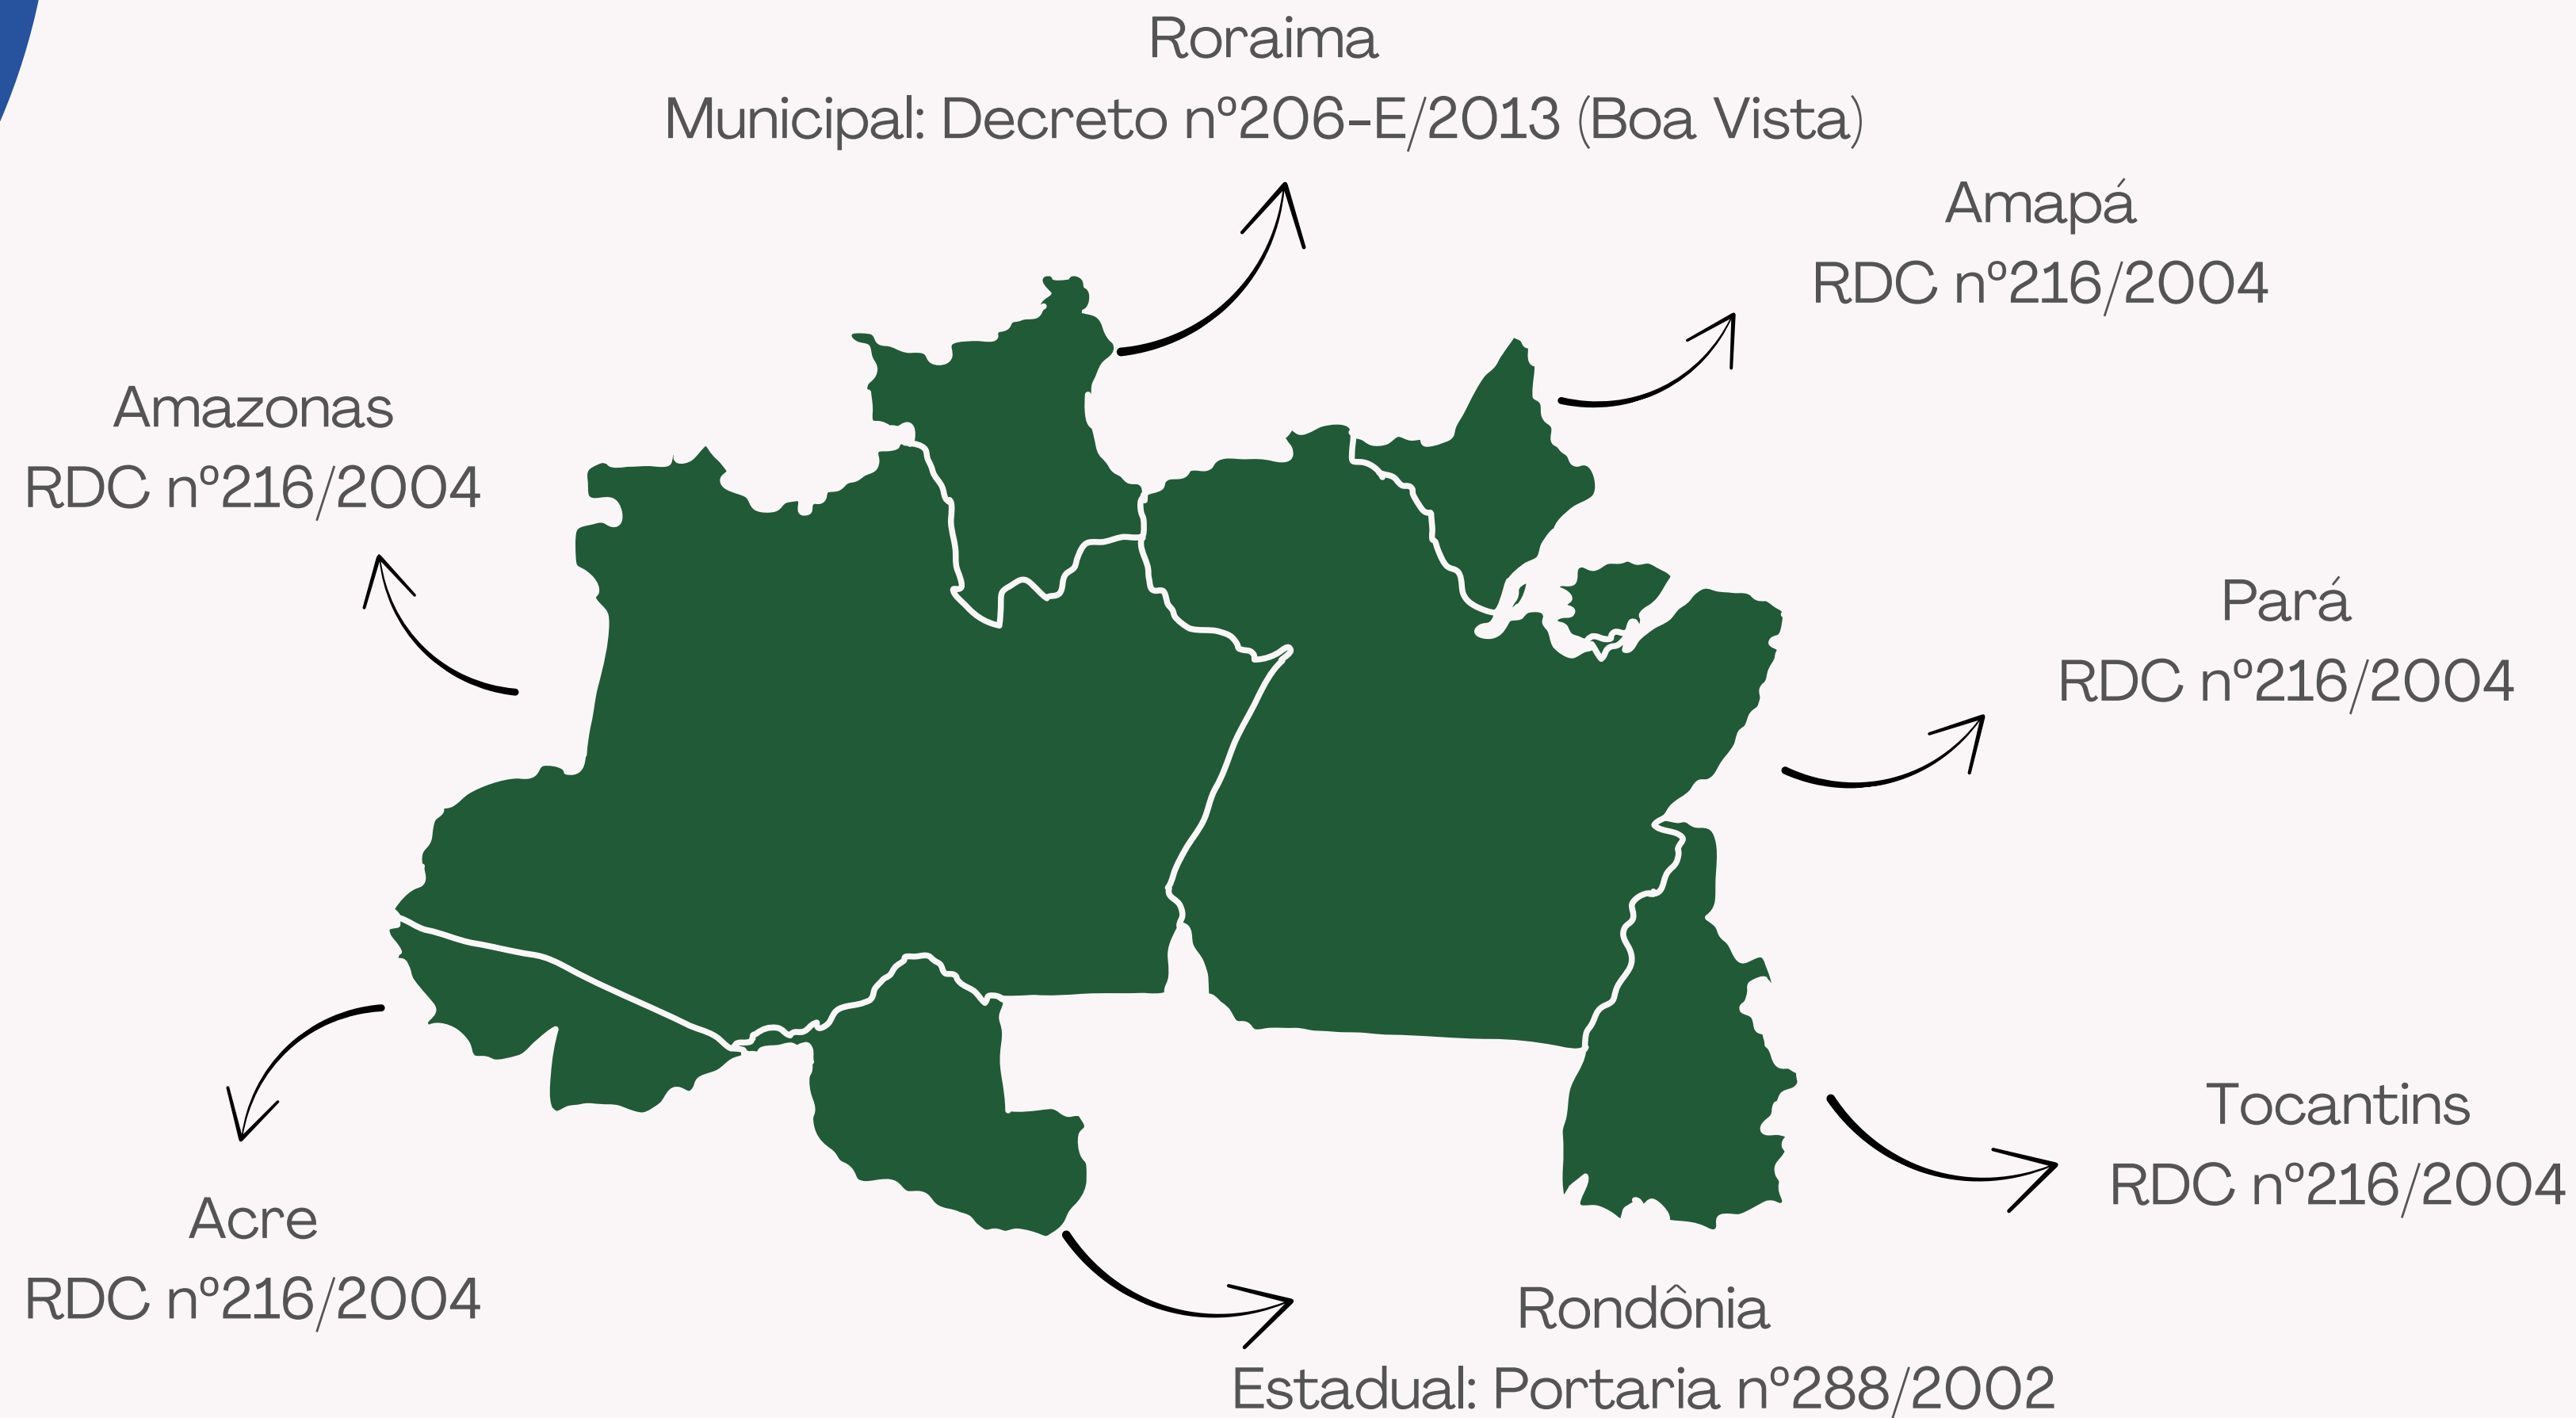 Roraima
Municipal: Decreto nº206-E/2013 (Boa Vista)
Amapá
RDC nº216/2004
Amazonas
RDC nº216/2004
Pará
RDC nº216/2004
Tocantins
RDC nº216/2004
Acre
RDC nº216/2004
Rondônia
Estadual: Portaria nº288/2002